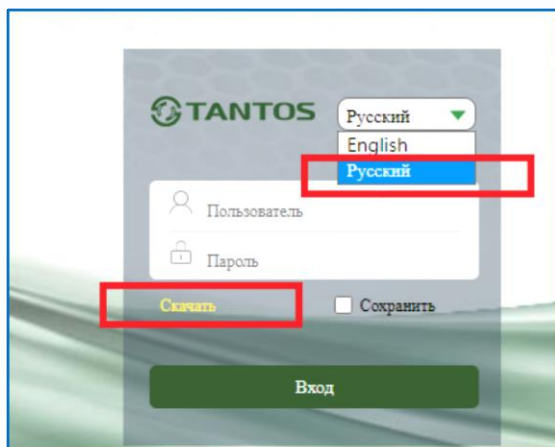 TANTOS
Русский
English
Русский
Пользователь
Пароль
Скачать
Сохранить
Вход